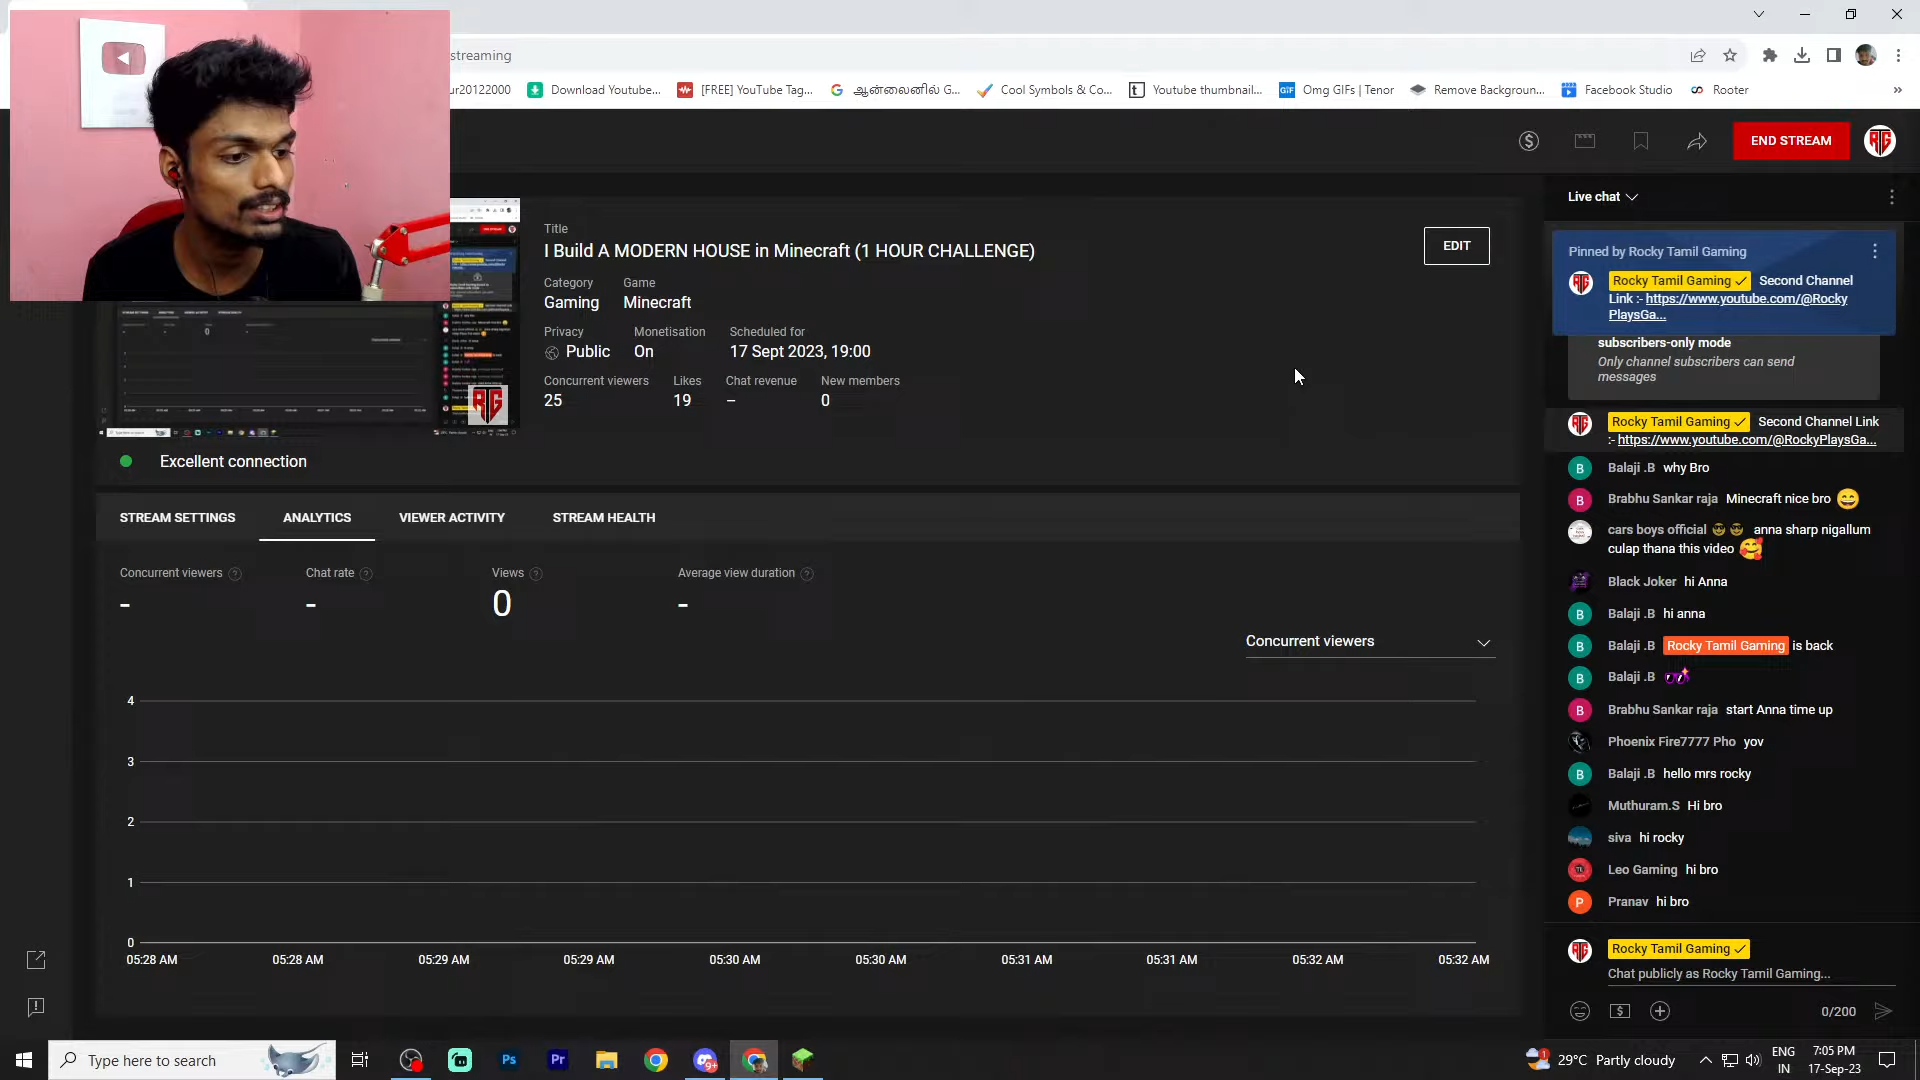 streaming
ur20122000
Download Youtube...
[FREE] YouTube Tag...
ஆன்லைனில் G...
Cool Symbols & Co...
Youtube thumbnail...
Omg GIFs | Tenor
Remove Backgroun...
Facebook Studio
Rooter
END STREAM
Title
I Build A MODERN HOUSE in Minecraft (1 HOUR CHALLENGE)
EDIT
Category Game
Gaming Minecraft
Privacy Monetisation Scheduled for
Public On 17 Sept 2023, 19:00
Concurrent viewers Likes Chat revenue New members
25 19 – 0
Excellent connection
STREAM SETTINGS ANALYTICS VIEWER ACTIVITY STREAM HEALTH
Concurrent viewers Chat rate Views Average view duration
- - 0 -
Concurrent viewers
4
3
2
1
0
05:28 AM 05:28 AM 05:29 AM 05:29 AM 05:30 AM 05:30 AM 05:31 AM 05:31 AM 05:32 AM 05:32 AM
Live chat
Pinned by Rocky Tamil Gaming
Rocky Tamil Gaming Second Channel
Link :- https://www.youtube.com/@Rocky
PlaysGa...
subscribers-only mode
Only channel subscribers can send
messages
Rocky Tamil Gaming Second Channel Link
:- https://www.youtube.com/@RockyPlaysGa...
Balaji .B why Bro
Brabhu Sankar raja Minecraft nice bro 😄
cars boys official 😎 😎 anna sharp nigallum
culap thana this video 🥰
Black Joker hi Anna
Balaji .B hi anna
Balaji .B Rocky Tamil Gaming is back
Balaji .B
Brabhu Sankar raja start Anna time up
Phoenix Fire7777 Pho yov
Balaji .B hello mrs rocky
Muthuram.S Hi bro
siva hi rocky
Leo Gaming hi bro
Pranav hi bro
Rocky Tamil Gaming
Chat publicly as Rocky Tamil Gaming...
0/200
Type here to search
29°C Partly cloudy
ENG
IN
7:05 PM
17-Sep-23